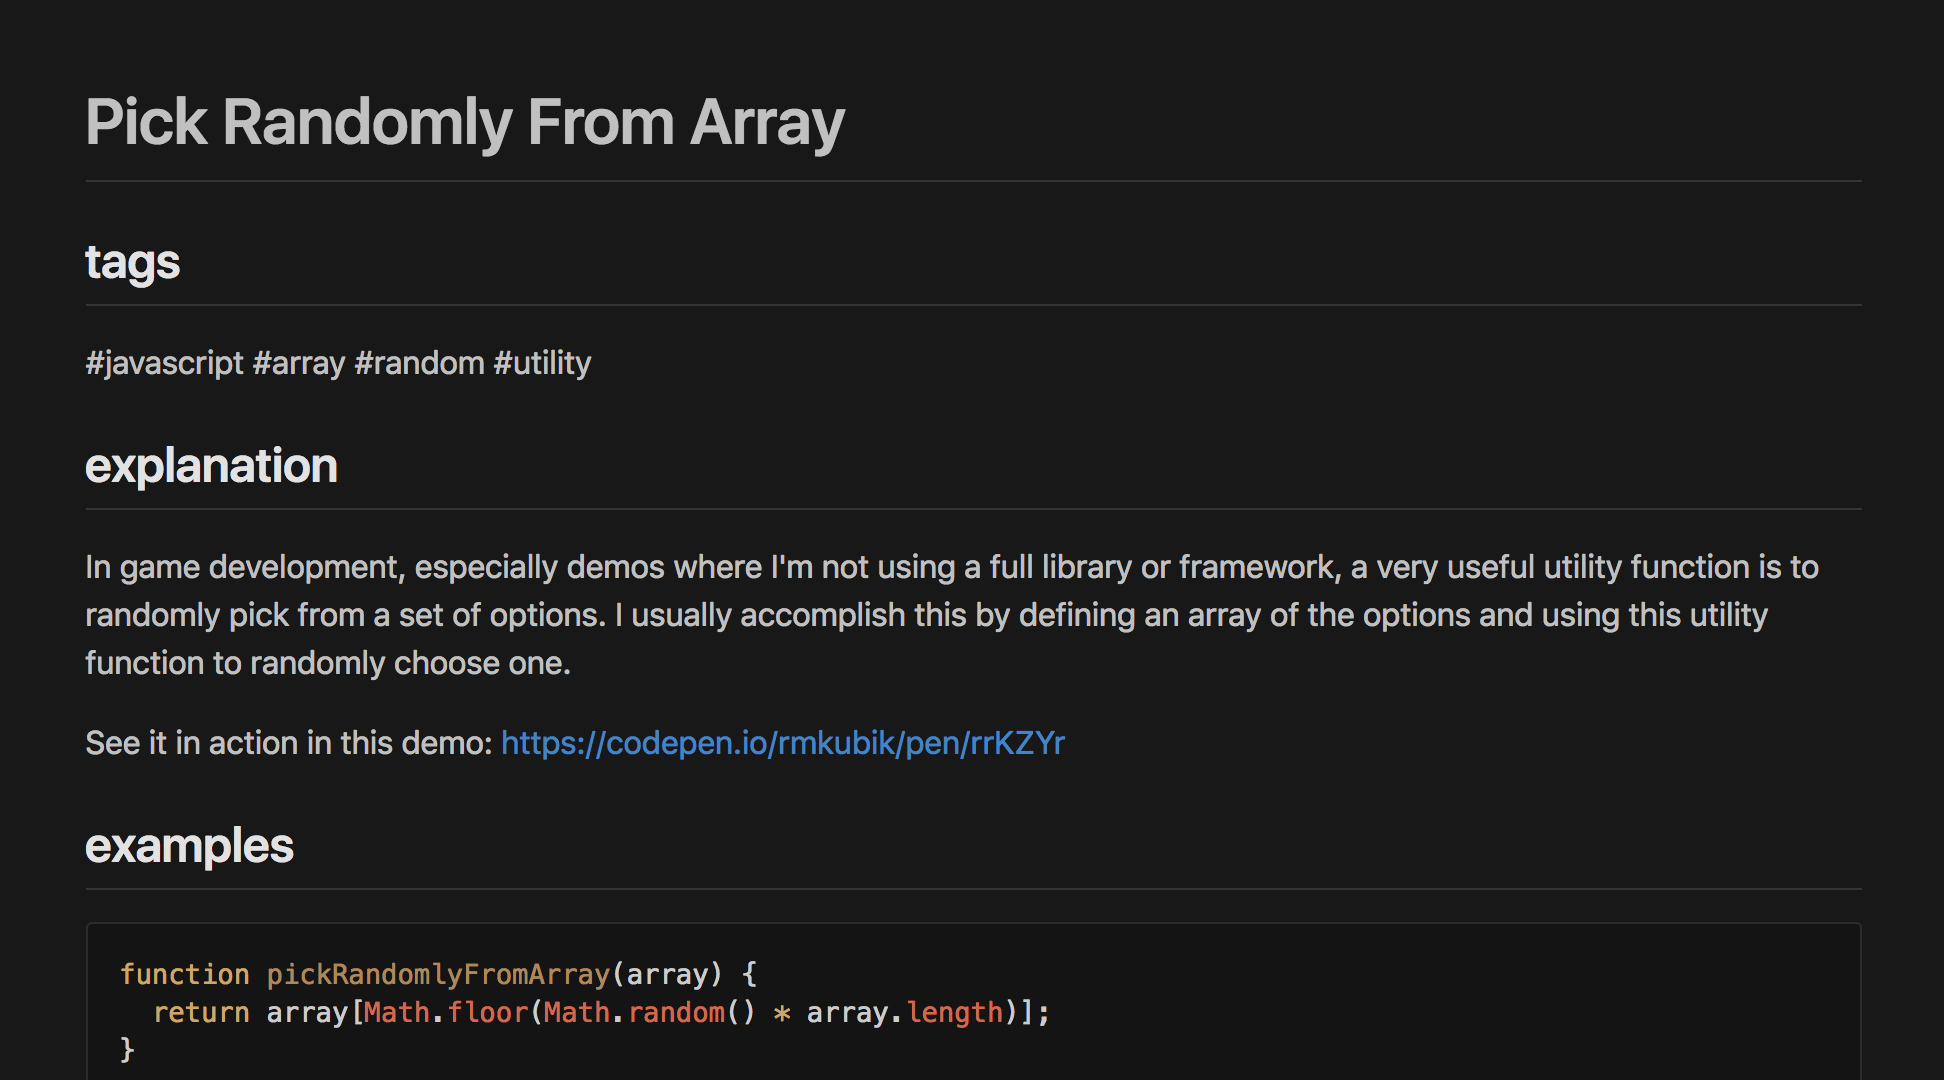 Pick Randomly From Array
tags
#javascript #array #random #utility
explanation
In game development, especially demos where I'm not using a full library or framework, a very useful utility function is to
randomly pick from a set of options. I usually accomplish this by defining an array of the options and using this utility
function to randomly choose one.
See it in action in this demo: https://codepen.io/rmkubik/pen/rrKZYr
examples
function pickRandomlyFromArray(array) {
  return array[Math.floor(Math.random() * array.length)];
}